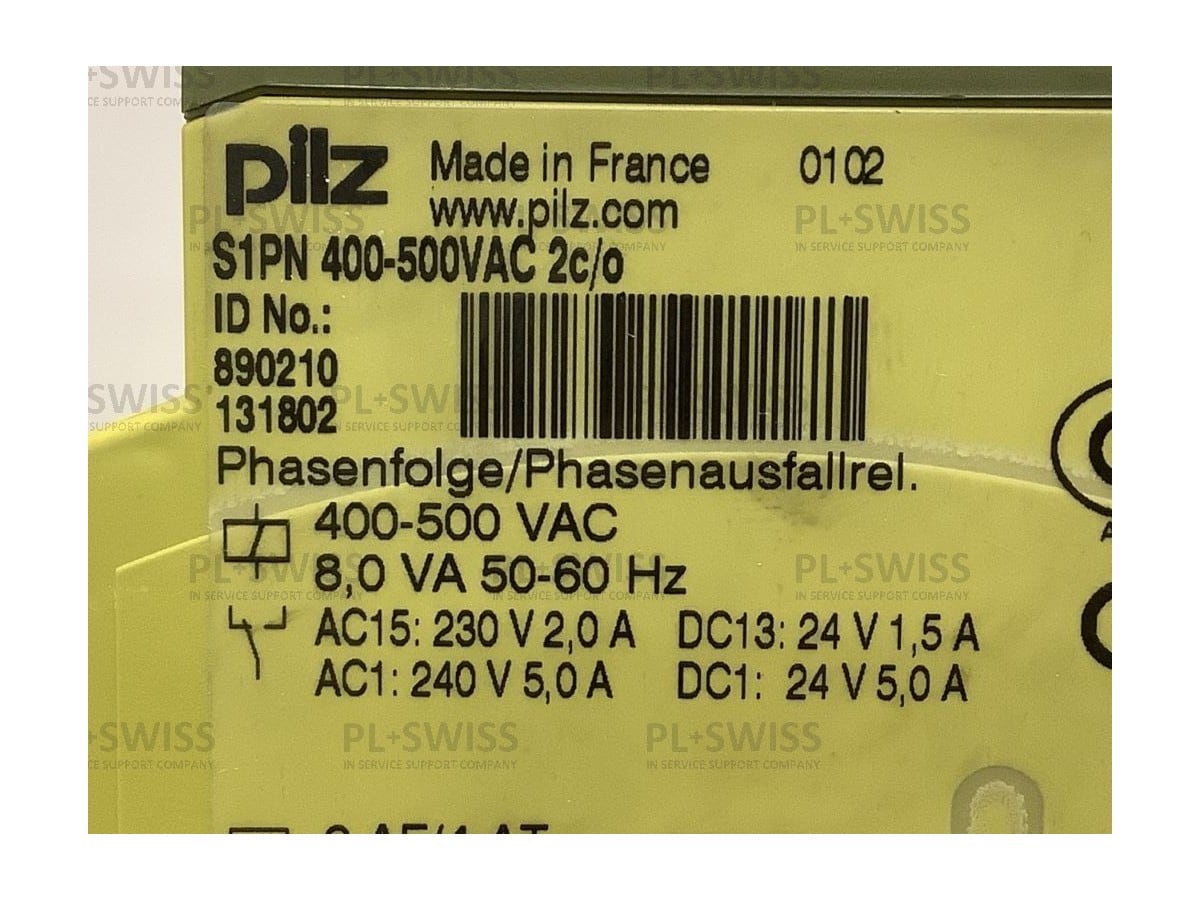 pilz Made in France 0102
www.pilz.com
S1PN 400-500VAC 2c/o
ID No.:
890210
131802
Phasenfolge/Phasenausfallrel.
400-500 VAC
8,0 VA 50-60 Hz
AC15: 230 V 2,0 A DC13: 24 V 1,5 A
AC1: 240 V 5,0 A DC1: 24 V 5,0 A
PL+SWISS
IN SERVICE SUPPORT COMPANY